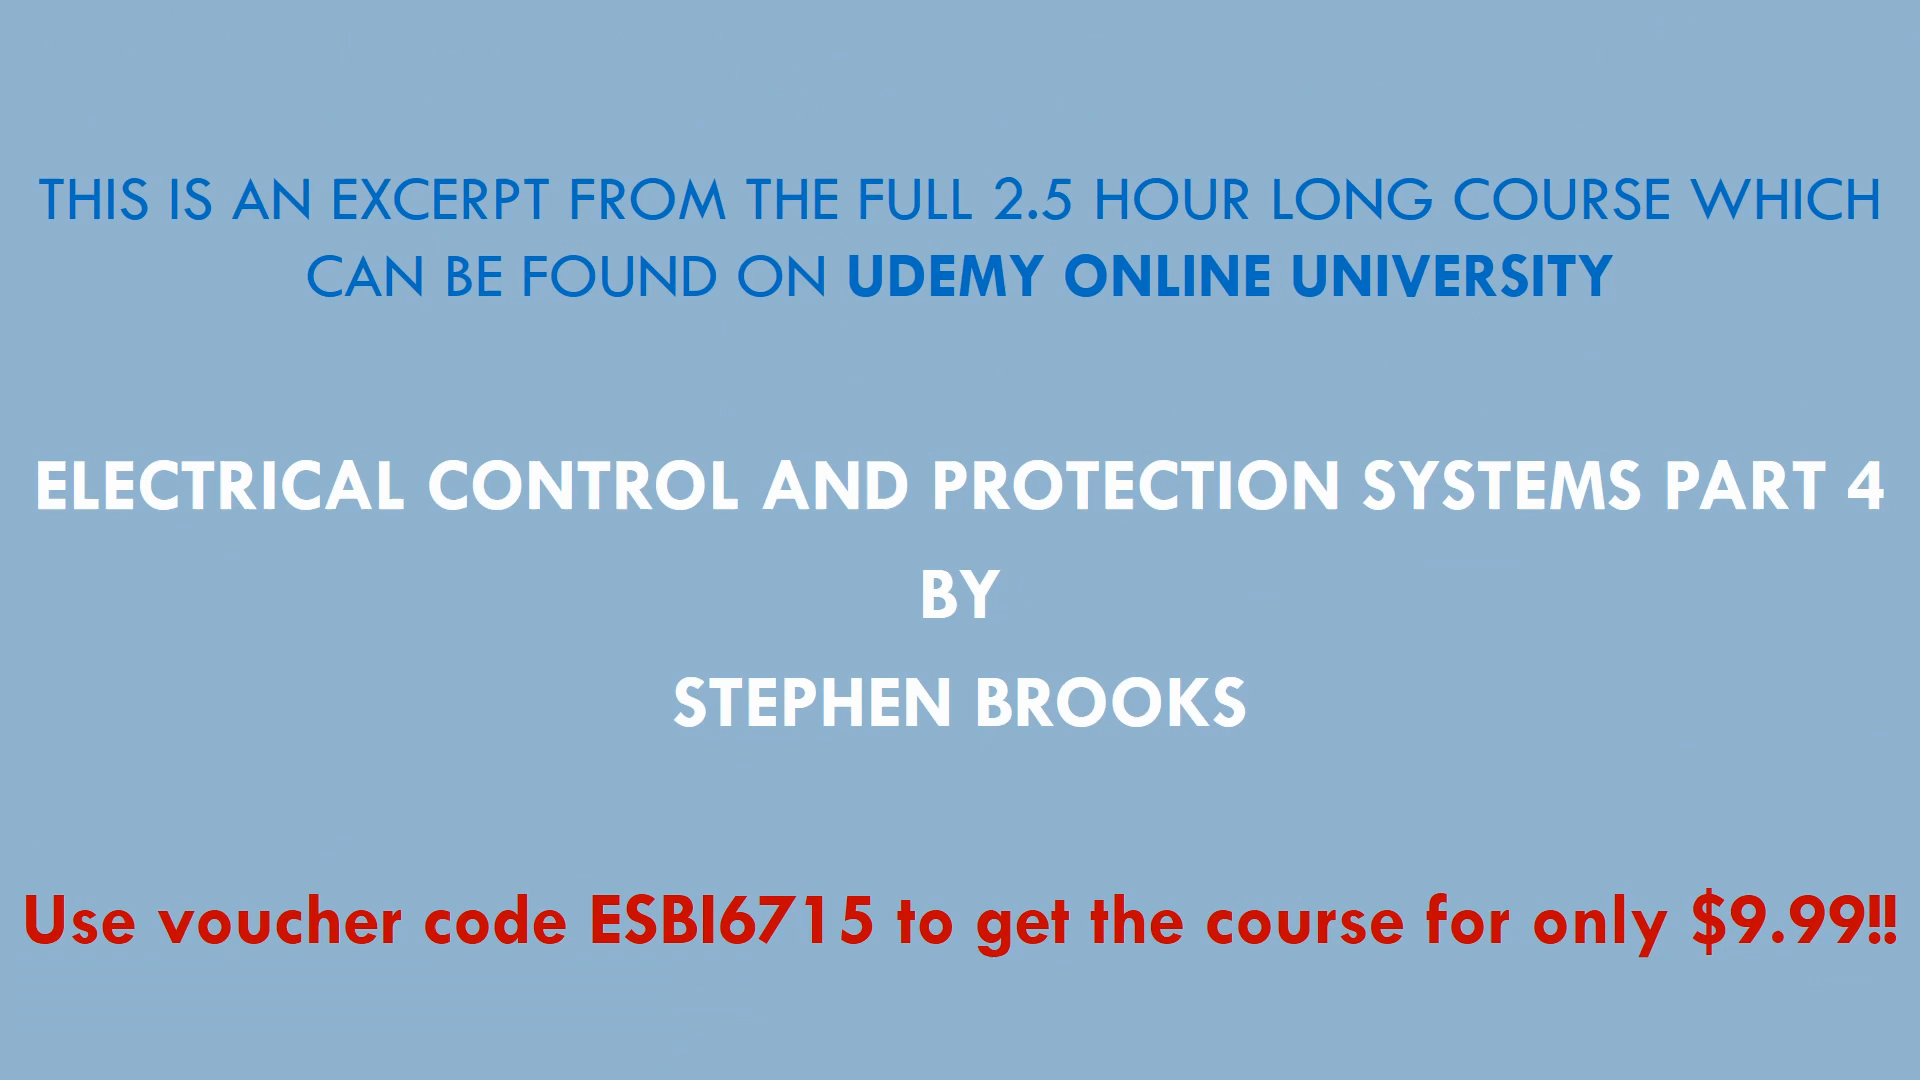 THIS IS AN EXCERPT FROM THE FULL 2.5 HOUR LONG COURSE WHICH
CAN BE FOUND ON UDEMY ONLINE UNIVERSITY
ELECTRICAL CONTROL AND PROTECTION SYSTEMS PART 4
BY
STEPHEN BROOKS
Use voucher code ESBI6715 to get the course for only $9.99!!